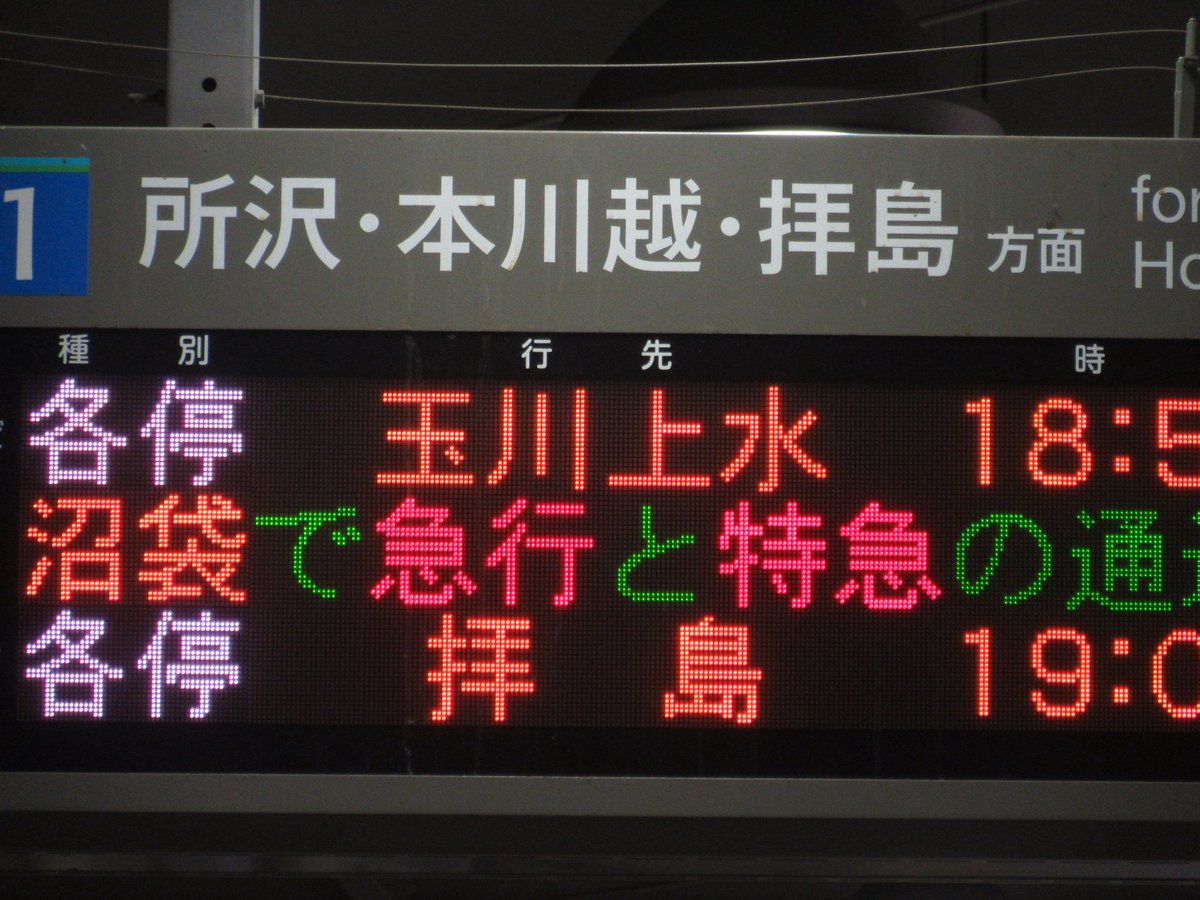 1 所沢・本川越・拝島 方面 for
Ho
種別 行先 時
各停 玉川上水 18:5
沼袋で急行と特急の通
各停 拝島 19:0